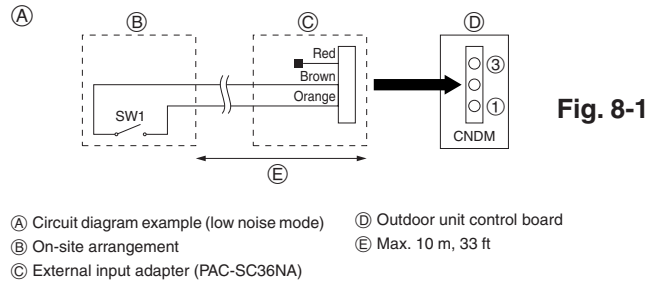 Ⓐ
Ⓑ
Ⓒ
Ⓓ
Red
Brown
Orange
SW1
③
①
CNDM
Ⓔ
Fig. 8-1
Ⓐ Circuit diagram example (low noise mode)
Ⓑ On-site arrangement
Ⓒ External input adapter (PAC-SC36NA)
Ⓓ Outdoor unit control board
Ⓔ Max. 10 m, 33 ft